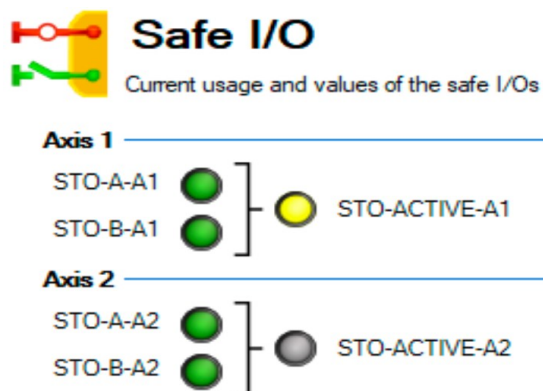 Safe I/O
Current usage and values of the safe I/Os
Axis 1
STO-A-A1
STO-B-A1
STO-ACTIVE-A1
Axis 2
STO-A-A2
STO-B-A2
STO-ACTIVE-A2